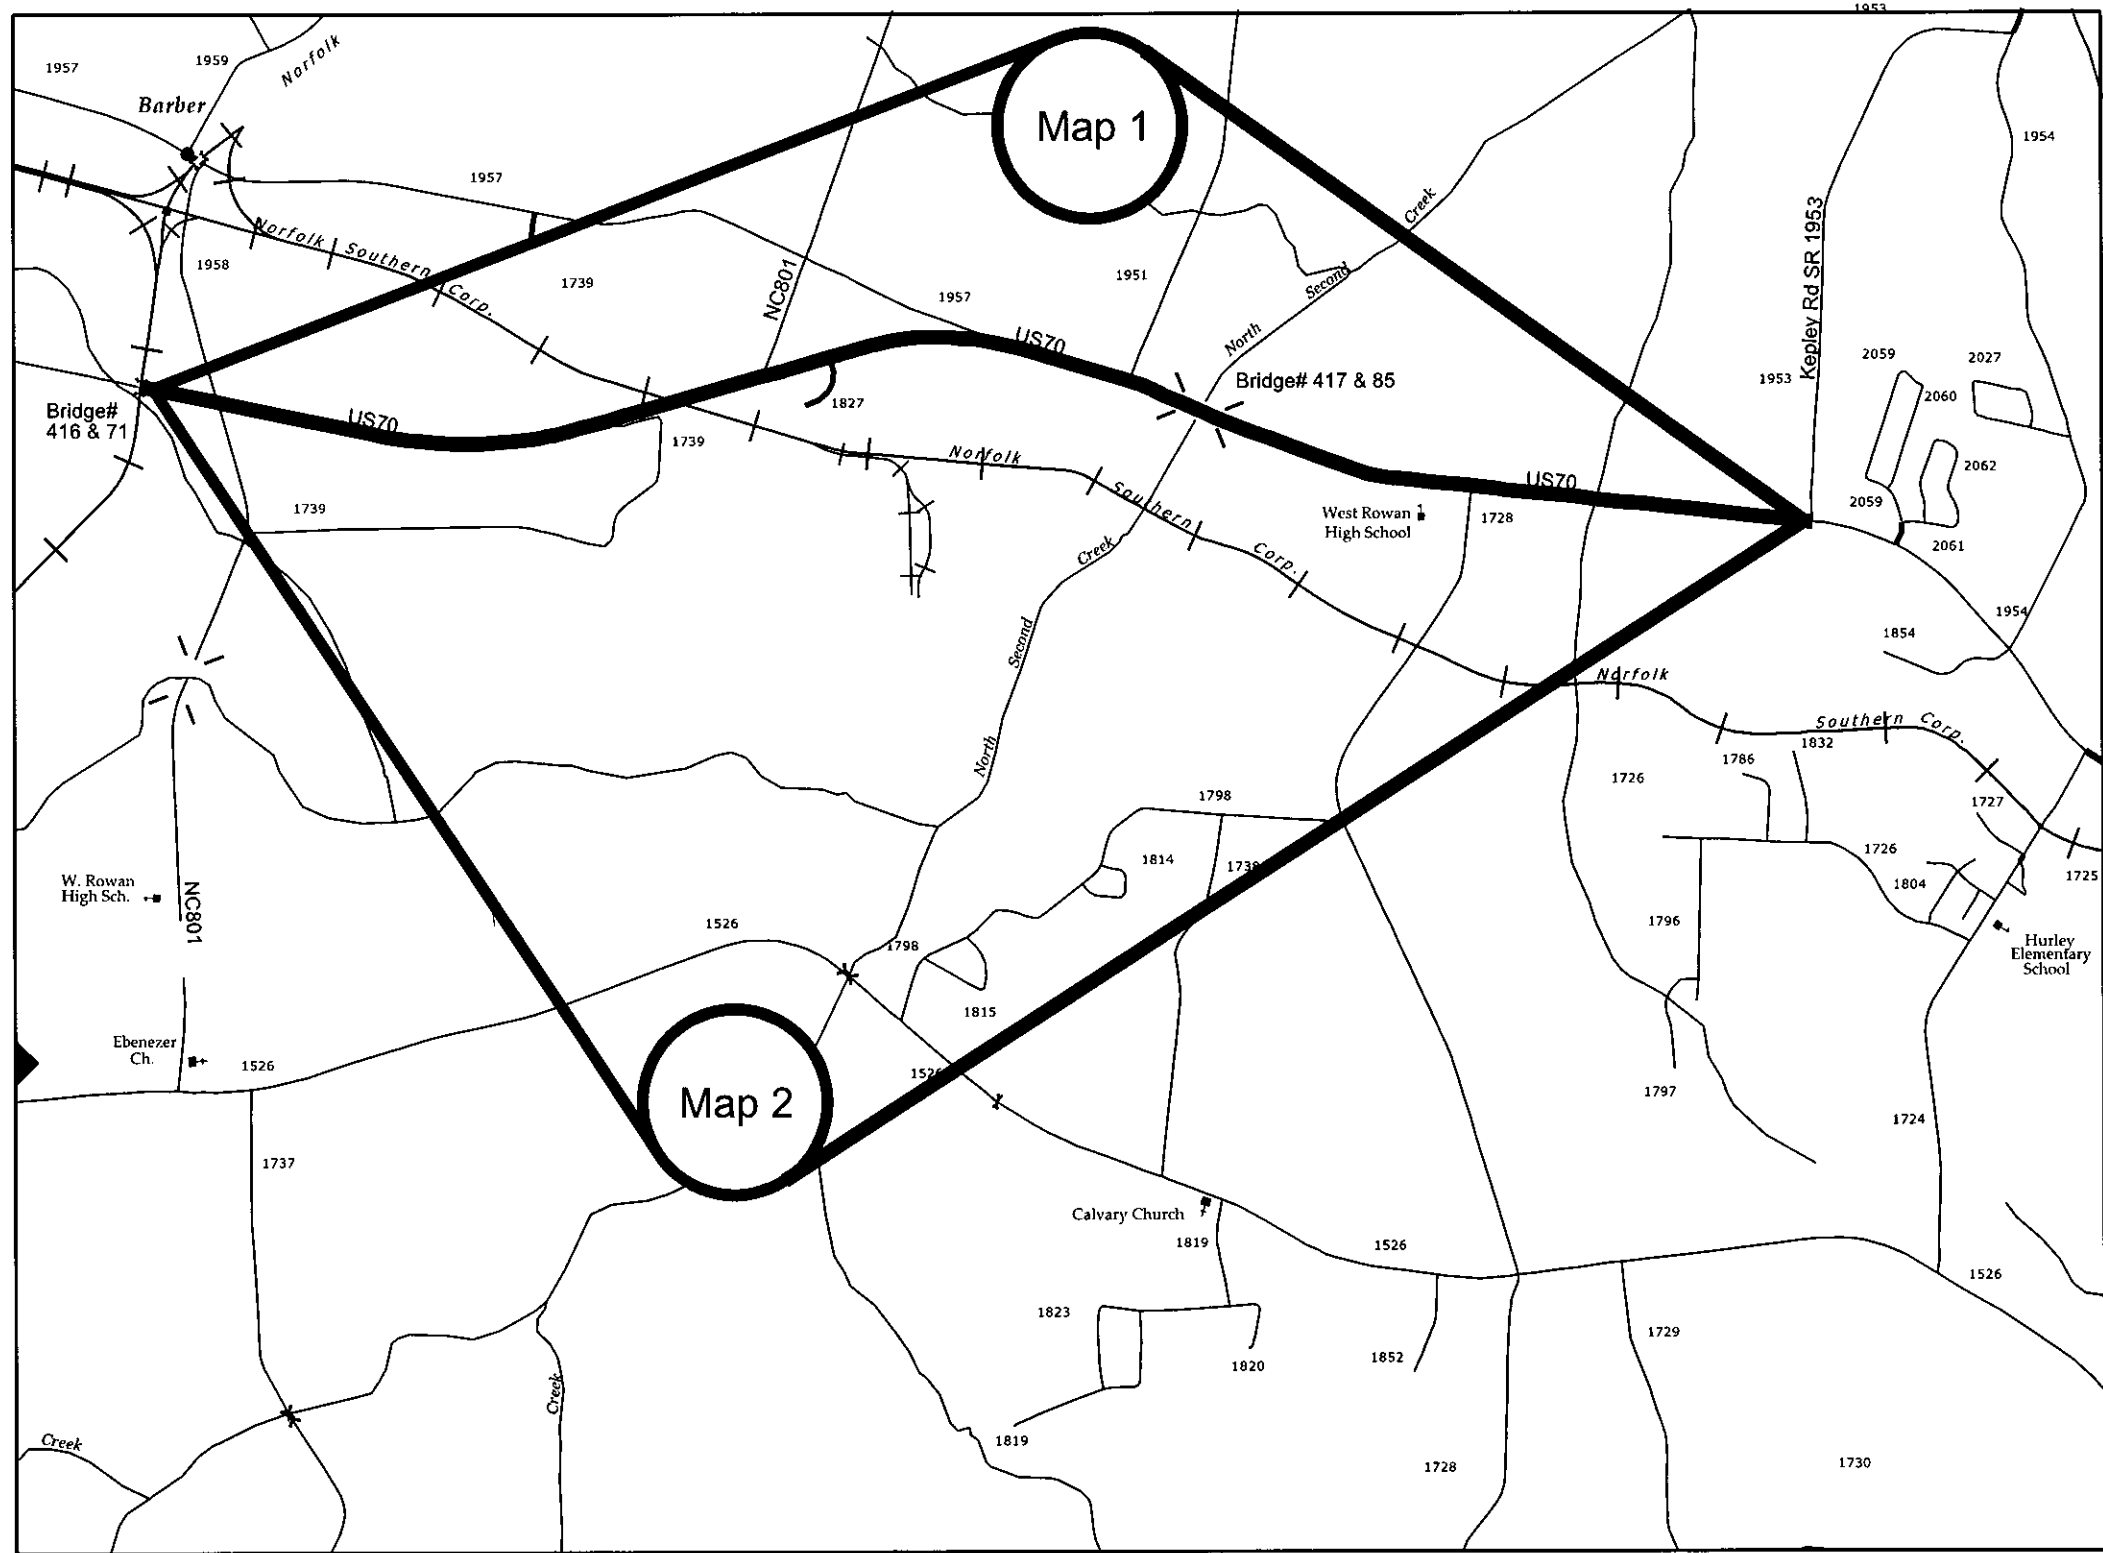 1953
1957
1959
Norfolk
Barber
Map 1
1954
1957
Creek
Norfolk Southern Corp.
1958
1739
NC801
1957
1951
Second
North
Kepley Rd SR 1953
US70
2059
2027
1953
2060
Bridge# 417 & 85
Bridge#
416 & 71
US70
1827
1739
Norfolk
2062
US70
2059
1739
Southern
West Rowan
High School
1728
2061
Creek
Corp.
1954
1854
Second
Norfolk
Southern Corp.
1832
North
1786
1726
1798
1727
1814
1738
1726
1725
W. Rowan
High Sch.
1804
NC801
1526
1796
1798
Hurley
Elementary
School
1815
Ebenezer
Ch.
1526
1526
1797
Map 2
1724
1737
Calvary Church
1819
1526
1526
1823
1729
1820
1852
Creek
Creek
1819
1728
1730